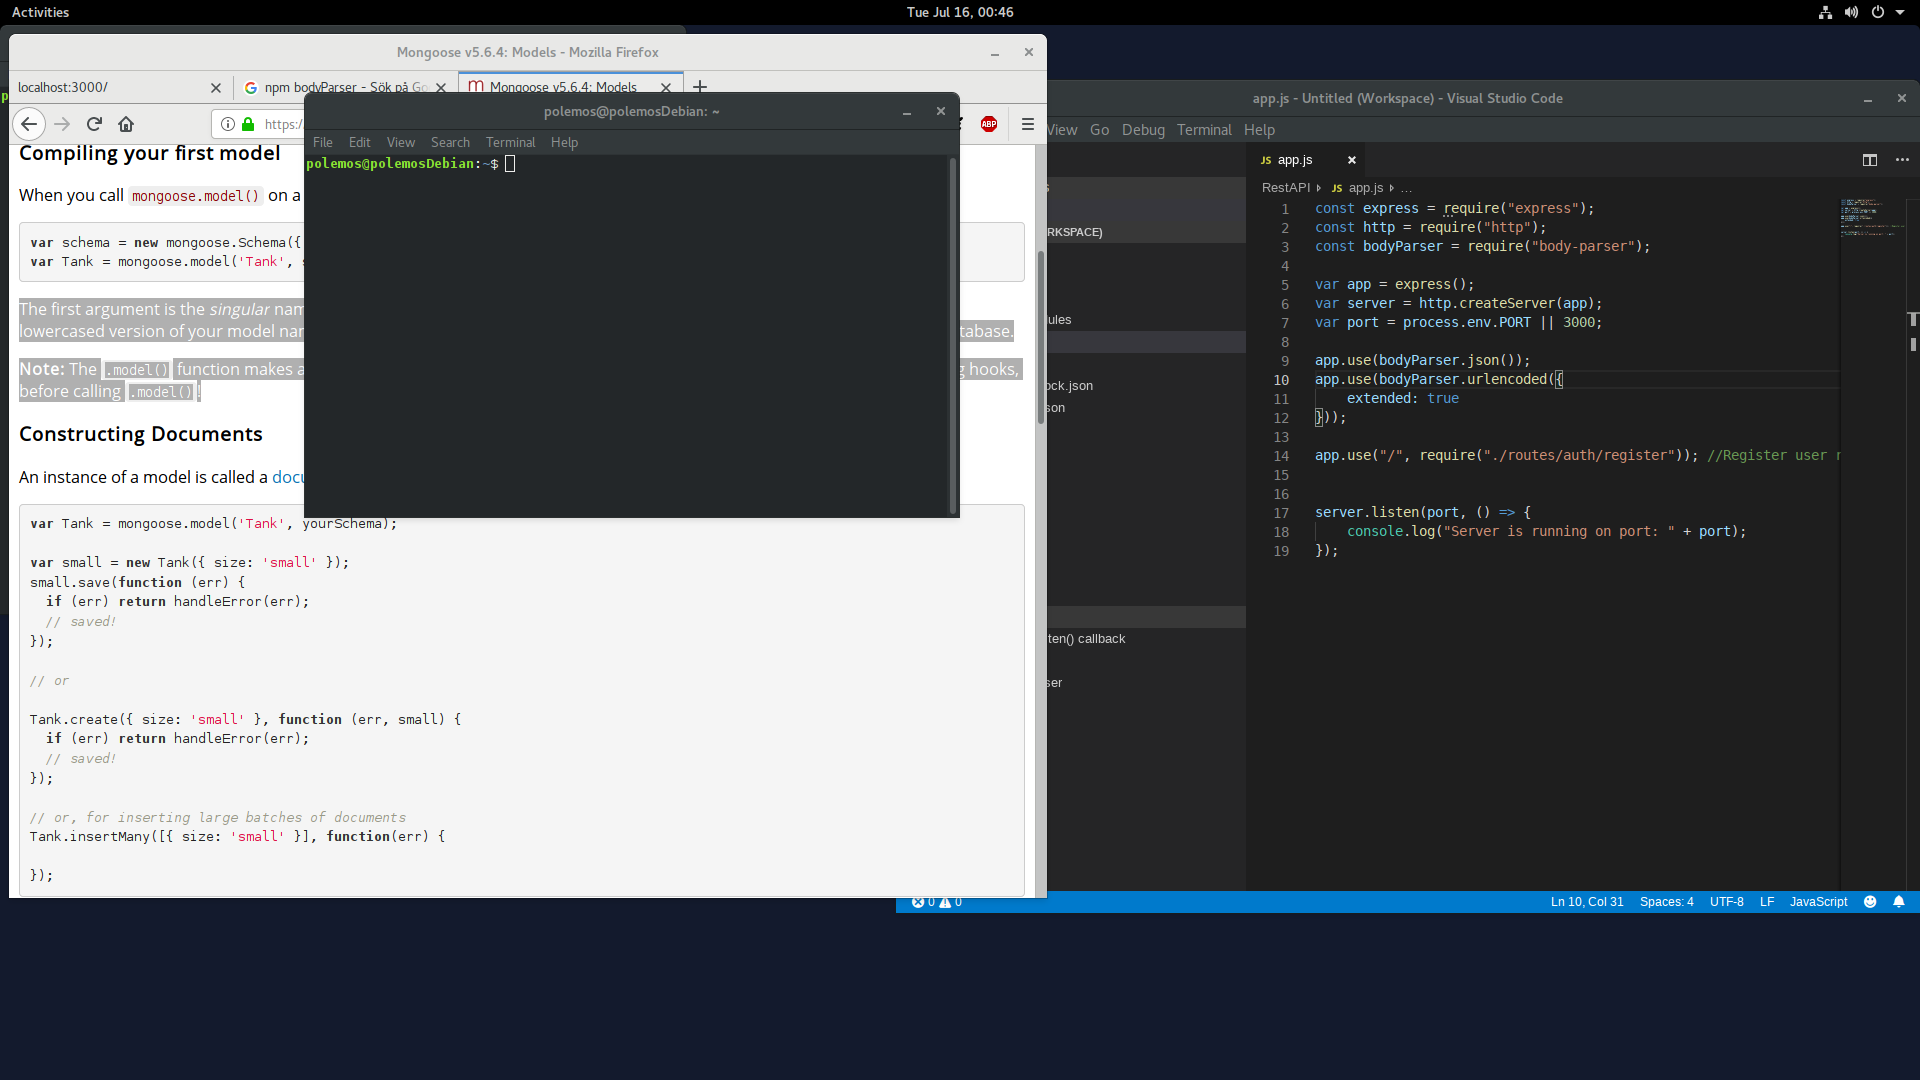 Activities
Tue Jul 16, 00:46
Mongoose v5.6.4: Models - Mozilla Firefox
localhost:3000/
npm bodyParser - Sök på Go
Mongoose v5.6.4: Models
https:/
ABP
Compiling your first model
When you call mongoose.model() on a
var schema = new mongoose.Schema({
var Tank = mongoose.model('Tank',
The first argument is the singular nam
lowercased version of your model nam
tabase.
Note: The .model() function makes a
g hooks,
before calling .model()!
Constructing Documents
An instance of a model is called a docu
var Tank = mongoose.model('Tank', yourSchema);
var small = new Tank({ size: 'small' });
small.save(function (err) {
if (err) return handleError(err);
// saved!
});
// or
Tank.create({ size: 'small' }, function (err, small) {
if (err) return handleError(err);
// saved!
});
// or, for inserting large batches of documents
Tank.insertMany([{ size: 'small' }], function(err) {
});
polemos@polemosDebian: ~
File Edit View Search Terminal Help
polemos@polemosDebian:~$
app.js - Untitled (Workspace) - Visual Studio Code
View Go Debug Terminal Help
JS app.js
RestAPI JS app.js ...
RKSPACE)
dules
ock.json
son
ten() callback
ser
1 const express = require("express");
2 const http = require("http");
3 const bodyParser = require("body-parser");
4
5 var app = express();
6 var server = http.createServer(app);
7 var port = process.env.PORT || 3000;
8
9 app.use(bodyParser.json());
10 app.use(bodyParser.urlencoded({
11 extended: true
12 }));
13
14 app.use("/", require("./routes/auth/register")); //Register user r
15
16
17 server.listen(port, () => {
18 console.log("Server is running on port: " + port);
19 });
0 0
Ln 10, Col 31 Spaces: 4 UTF-8 LF JavaScript